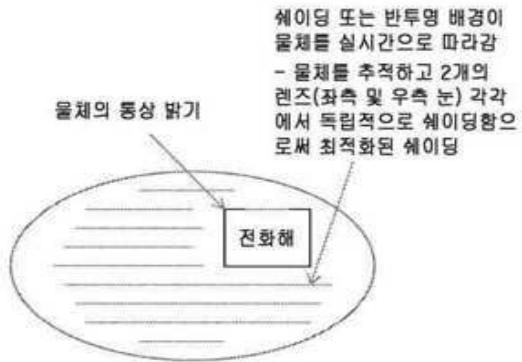 쉐이딩 또는 반투명 배경이
물체를 실시간으로 따라감
- 물체를 추적하고 2개의
렌즈(좌측 및 우측 눈) 각각
에서 독립적으로 쉐이딩함으
로써 최적화된 쉐이딩
물체의 통상 밝기
전화해